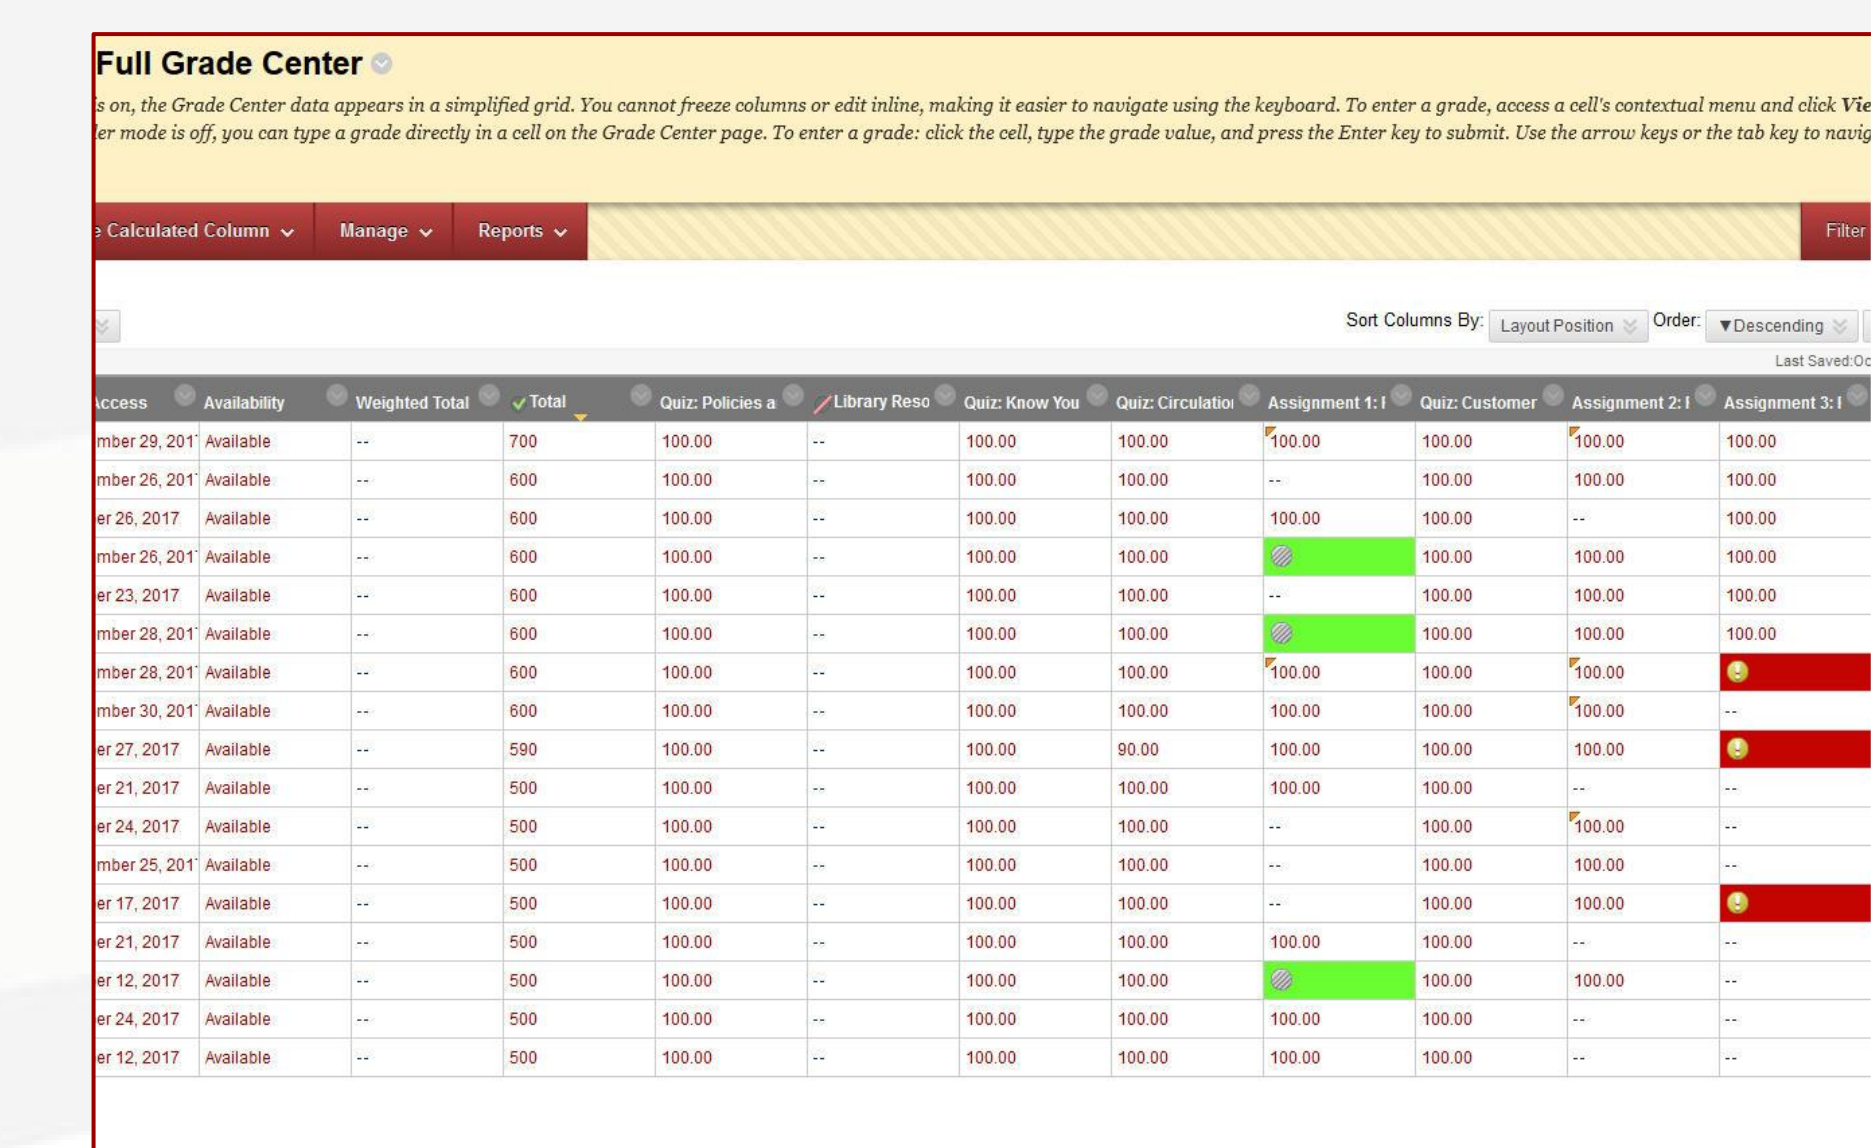 Full Grade Center
is on, the Grade Center data appears in a simplified grid. You cannot freeze columns or edit inline, making it easier to navigate using the keyboard. To enter a grade, access a cell's contextual menu and click Vie
er mode is off, you can type a grade directly in a cell on the Grade Center page. To enter a grade: click the cell, type the grade value, and press the Enter key to submit. Use the arrow keys or the tab key to navig
e Calculated Column Manage Reports Filter
Sort Columns By: Layout Position Order: ▼Descending
Last Saved:Oc
Access Availability Weighted Total Total Quiz: Policies a Library Reso Quiz: Know You Quiz: Circulation Assignment 1: Quiz: Customer Assignment 2: Assignment 3:
mber 29, 201 Available -- 700 100.00 -- 100.00 100.00 100.00 100.00 100.00 100.00
mber 26, 201 Available -- 600 100.00 -- 100.00 100.00 -- 100.00 100.00 100.00
er 26, 2017 Available -- 600 100.00 -- 100.00 100.00 100.00 100.00 -- 100.00
mber 26, 201 Available -- 600 100.00 -- 100.00 100.00 100.00 100.00 100.00
er 23, 2017 Available -- 600 100.00 -- 100.00 100.00 -- 100.00 100.00 100.00
mber 28, 201 Available -- 600 100.00 -- 100.00 100.00 100.00 100.00 100.00
mber 28, 201 Available -- 600 100.00 -- 100.00 100.00 100.00 100.00 100.00
mber 30, 201 Available -- 600 100.00 -- 100.00 100.00 100.00 100.00 100.00 --
er 27, 2017 Available -- 590 100.00 -- 100.00 90.00 100.00 100.00 100.00
er 21, 2017 Available -- 500 100.00 -- 100.00 100.00 100.00 100.00 -- --
er 24, 2017 Available -- 500 100.00 -- 100.00 100.00 -- 100.00 100.00 --
mber 25, 201 Available -- 500 100.00 -- 100.00 100.00 -- 100.00 100.00 --
er 17, 2017 Available -- 500 100.00 -- 100.00 100.00 -- 100.00 100.00
er 21, 2017 Available -- 500 100.00 -- 100.00 100.00 100.00 100.00 -- --
er 12, 2017 Available -- 500 100.00 -- 100.00 100.00 100.00 100.00 --
er 24, 2017 Available -- 500 100.00 -- 100.00 100.00 100.00 100.00 -- --
er 12, 2017 Available -- 500 100.00 -- 100.00 100.00 100.00 100.00 -- --